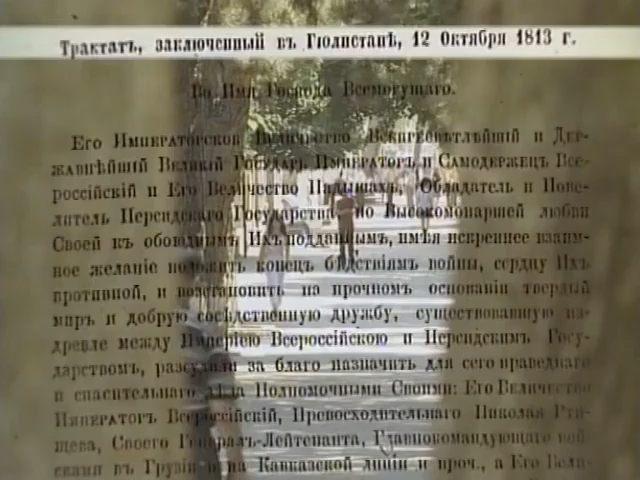 Трактатъ, заключенный въ Гюлистанѣ, 12 Октября 1813 г.
Во Имя Господа Всемогущаго.
Его Императорское Величество Всепресвѣтлѣйшій и Дер-
жавнѣйшій Великій Государь Императоръ и Самодержецъ Все-
россійскій и Его Величество Падышахъ, Обладатель и Пове-
литель Персидскаго Государства, по Высокомонаршей любви
Своей къ обоюднымъ Ихъ подданнымъ, имѣя искреннее взаим-
ное желаніе положить конецъ бѣдствіямъ войны, сердцу Ихъ
противной, и возстановить на прочномъ основаніи твердый
миръ и добрую сосѣдственную дружбу, существовавшую из-
древле между Имперіею Всероссійскою и Персидскимъ Госу-
дарствомъ, разсудили за благо назначить для сего праведнаго
и спасительнаго дѣла Полномочными Своими: Его Величество
Императоръ Всероссійскій, Превосходительнаго Николая Рти-
щева, Своего Генералъ-Лейтенанта, Главнокомандующаго вой-
сками въ Грузіи и на Кавказской линіи и проч., а Его Вели-